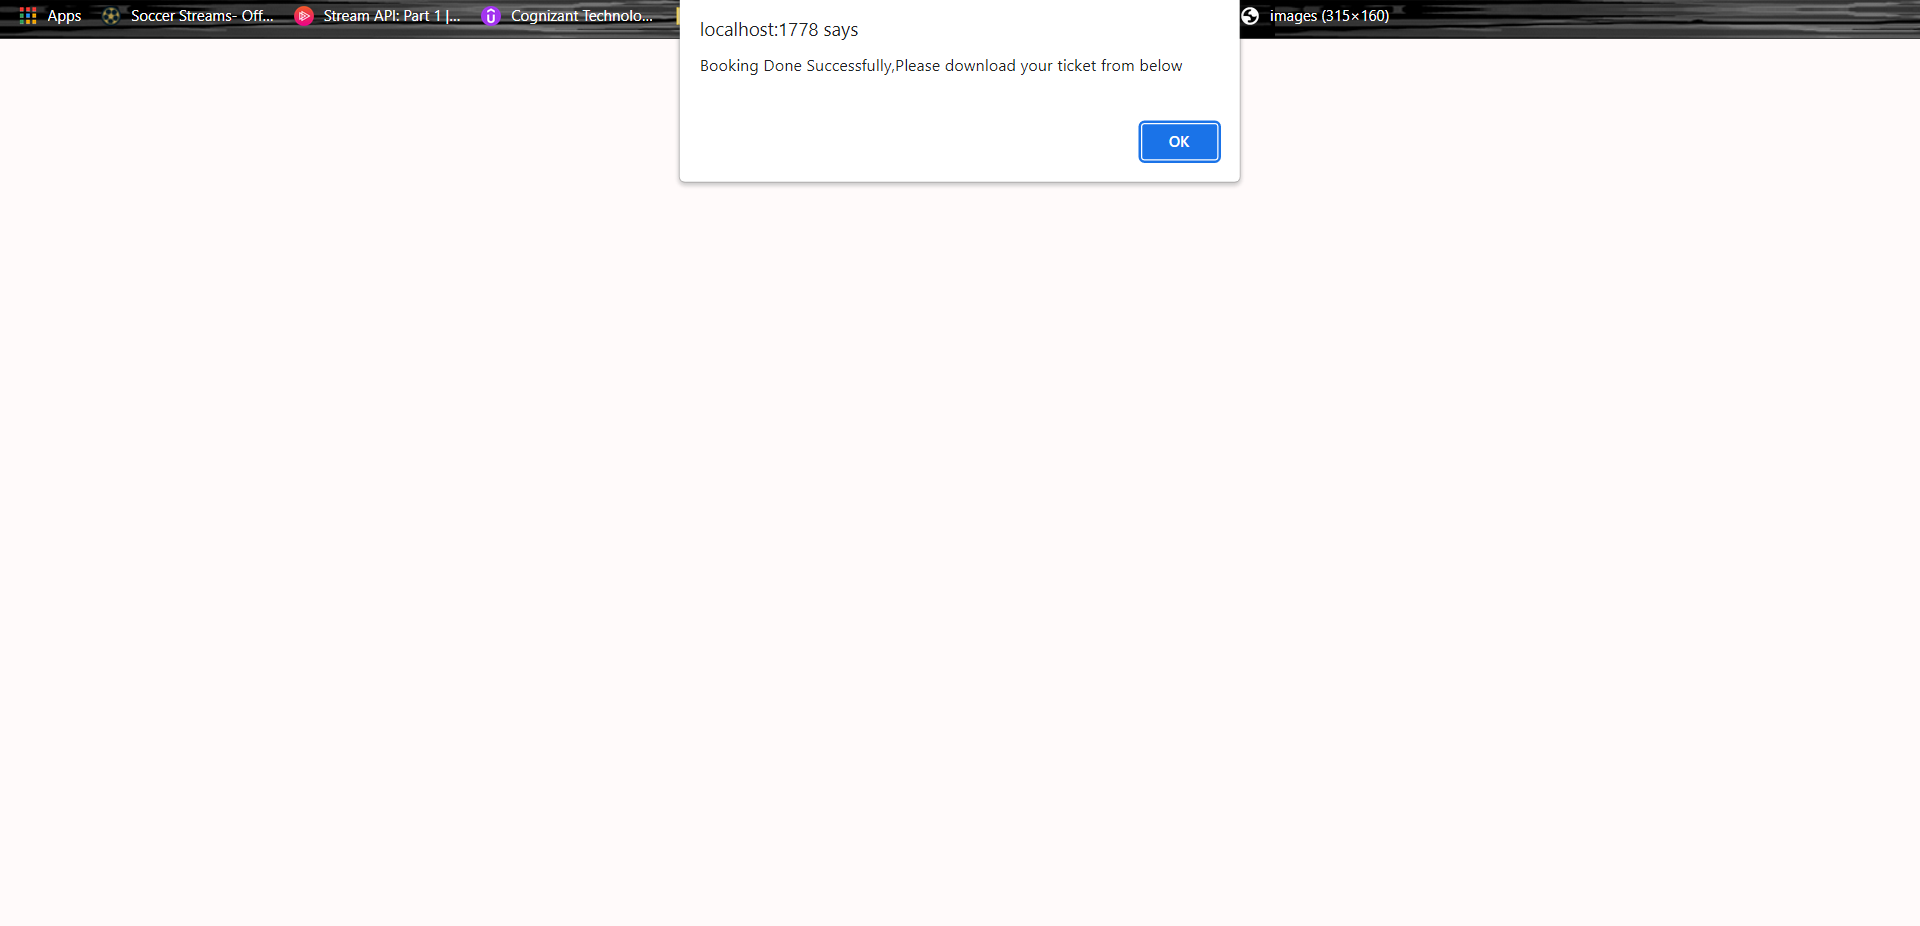 Apps Soccer Streams- Off... Stream API: Part 1 |... Cognizant Technolo... images (315×160)
localhost:1778 says
Booking Done Successfully,Please download your ticket from below
OK